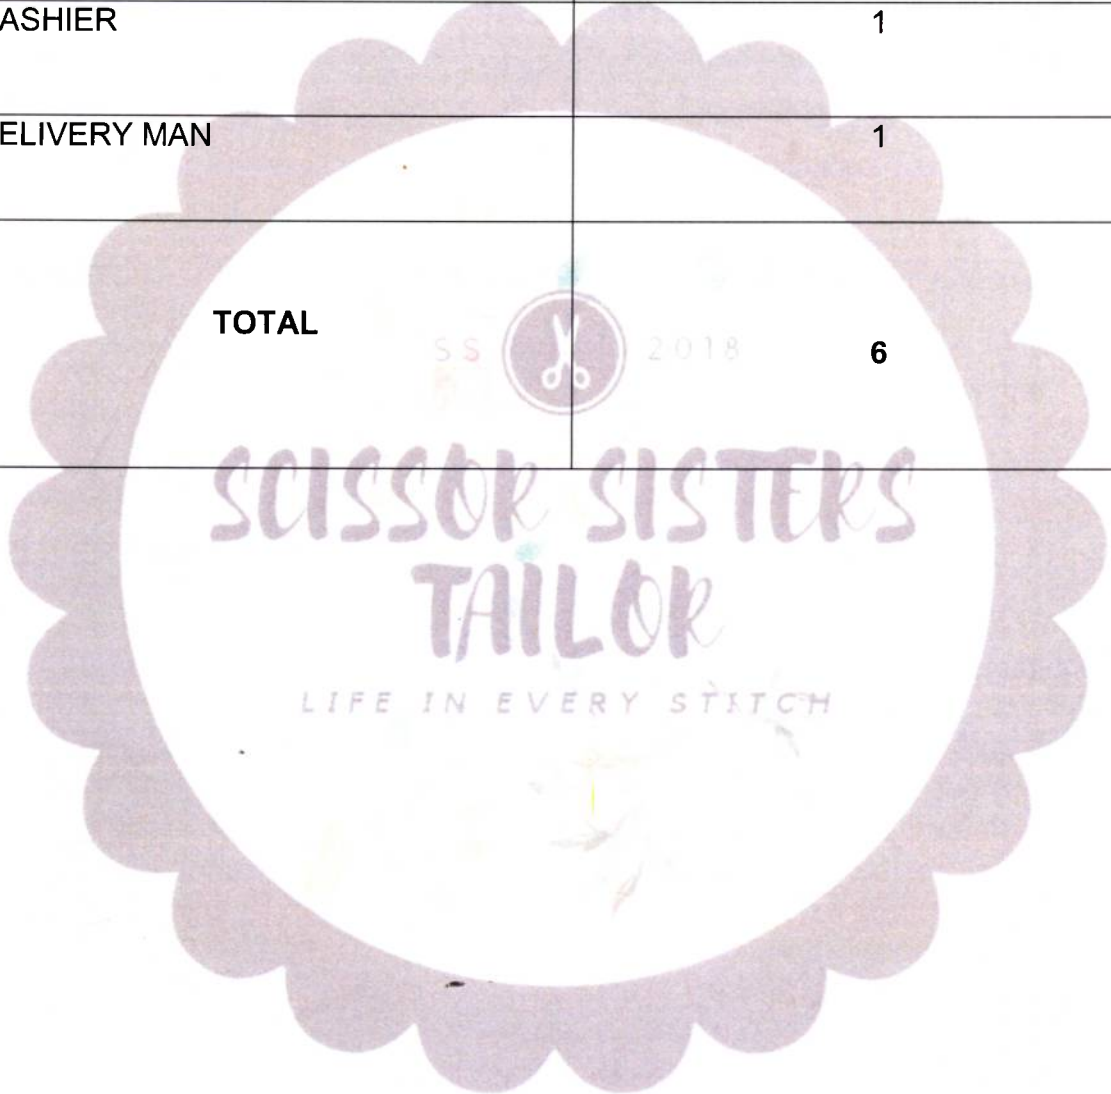 ASHIER 1
ELIVERY MAN 1
TOTAL 6
SS 2018
SCISSOR SISTERS
TAILOR
LIFE IN EVERY STITCH